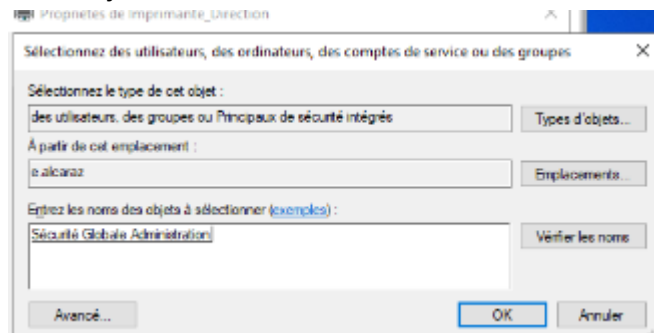 Propriétés de Imprimante_Direction
Sélectionnez des utilisateurs, des ordinateurs, des comptes de service ou des groupes
Sélectionnez le type de cet objet :
des utilisateurs, des groupes ou Principaux de sécurité intégrés
Types d'objets...
À partir de cet emplacement :
e.alcaraz
Emplacements...
Entrez les noms des objets à sélectionner (exemples) :
Sécurité Globale Administration
Vérifier les noms
Avancé...
OK
Annuler